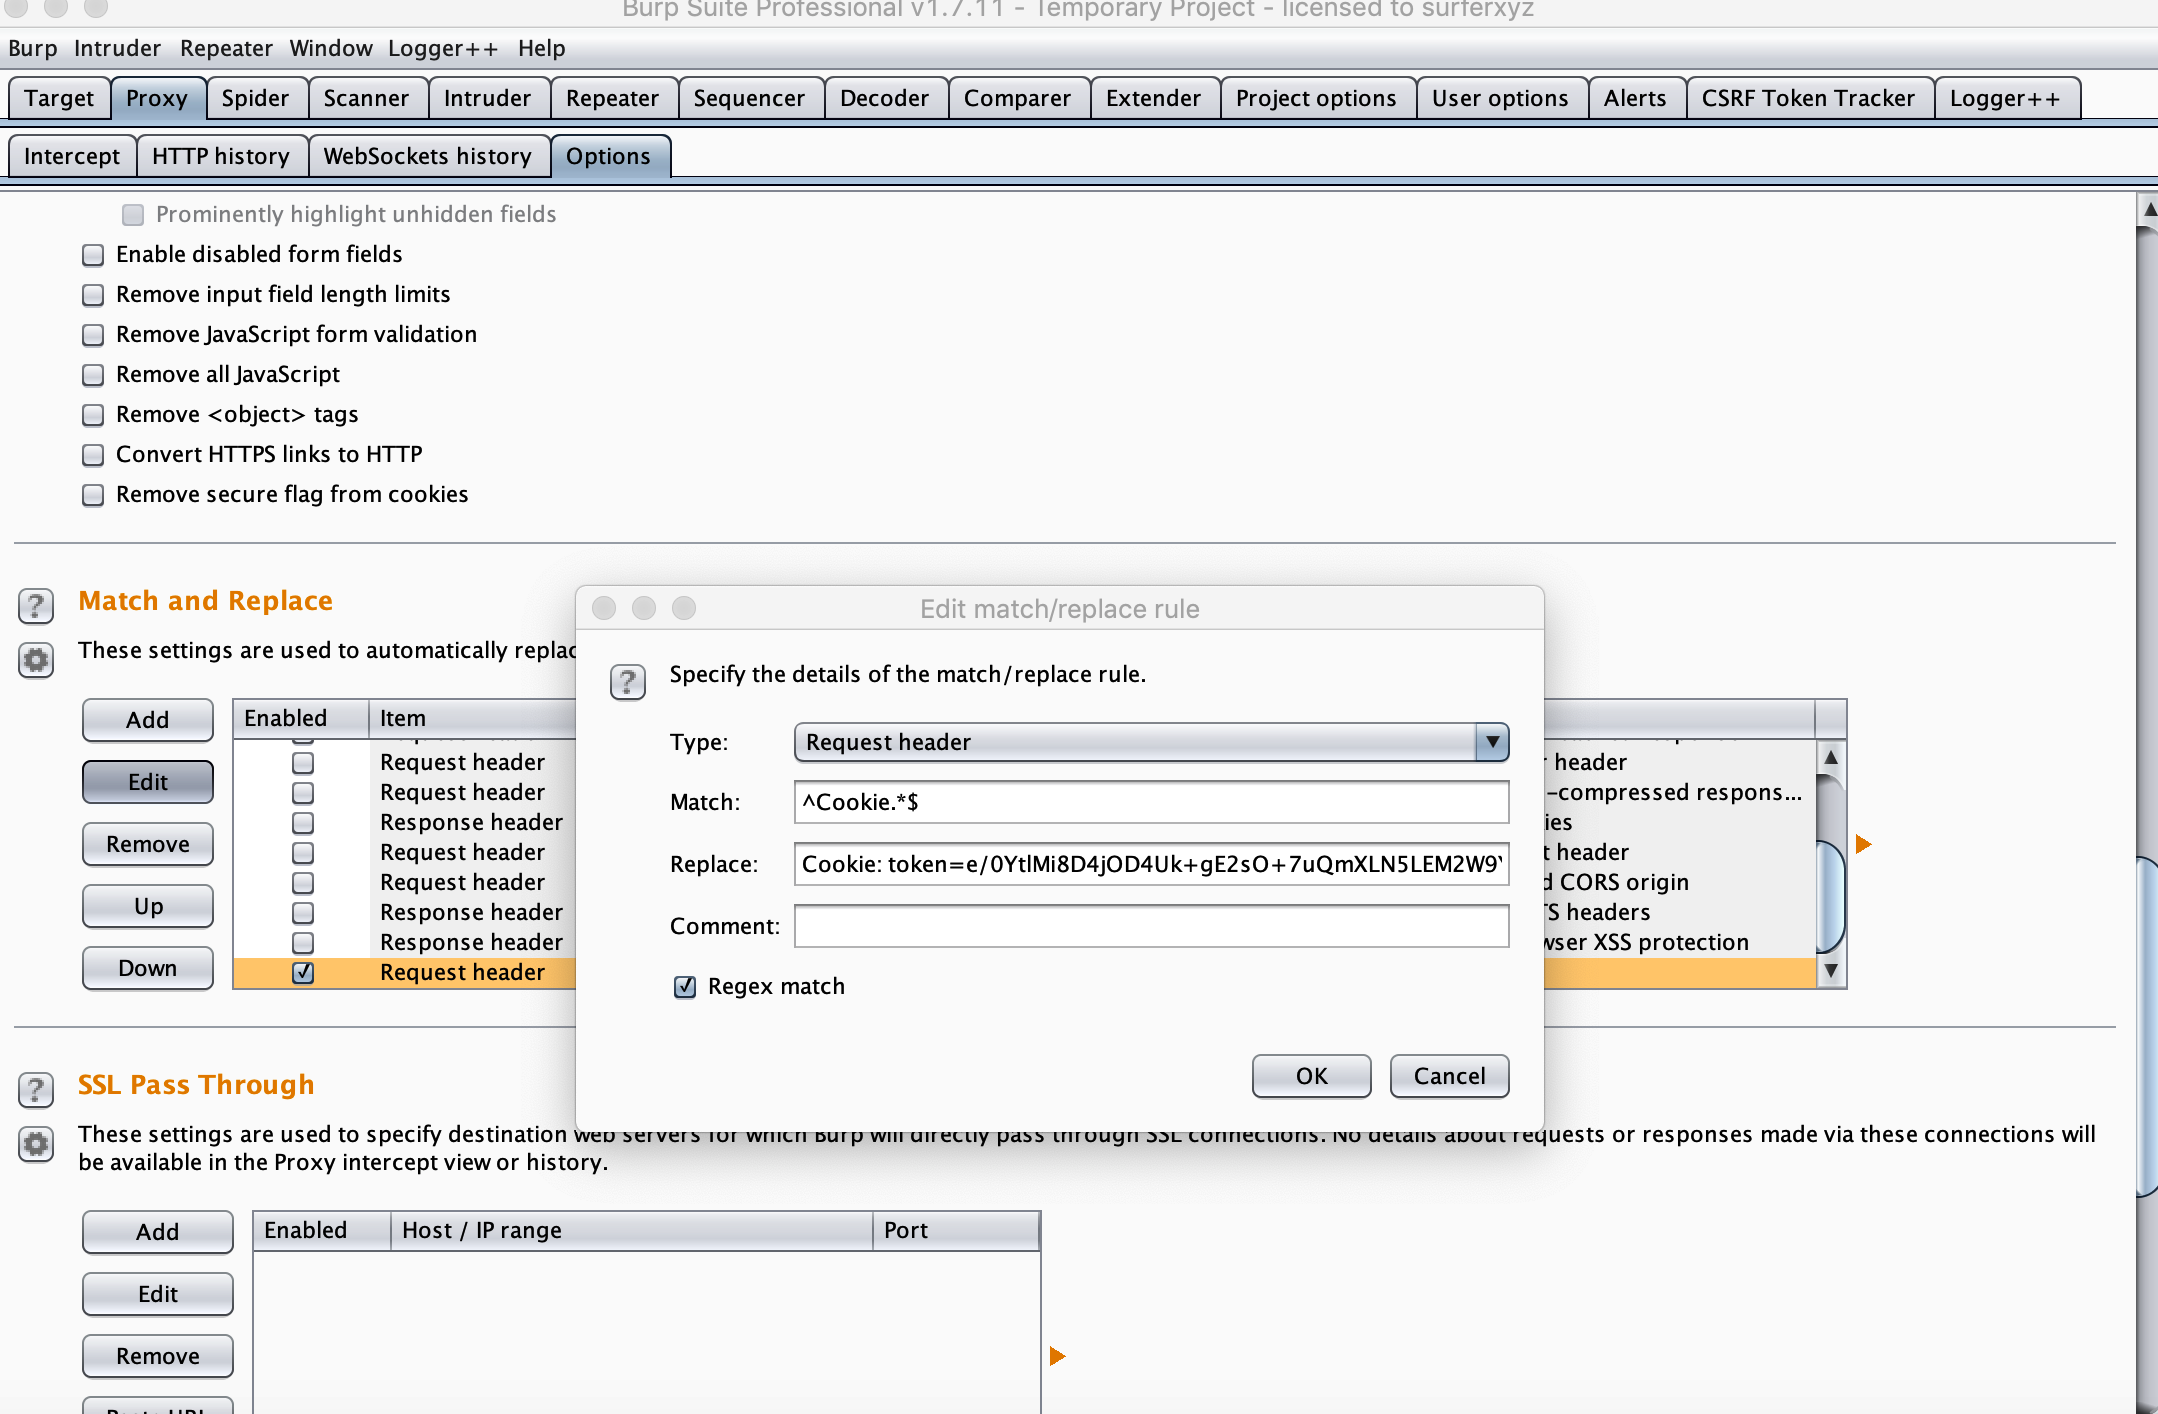 Burp Suite Professional v1.7.11 - Temporary Project - licensed to surferxyz
Burp Intruder Repeater Window Logger++ Help
Target Proxy Spider Scanner Intruder Repeater Sequencer Decoder Comparer Extender Project options User options Alerts CSRF Token Tracker Logger++
Intercept HTTP history WebSockets history Options
Prominently highlight unhidden fields
Enable disabled form fields
Remove input field length limits
Remove JavaScript form validation
Remove all JavaScript
Remove <object> tags
Convert HTTPS links to HTTP
Remove secure flag from cookies
? Match and Replace
These settings are used to automatically replac
Add
Edit
Remove
Up
Down
Enabled Item
Request header
Request header
Response header
Request header
Request header
Response header
Response header
Request header
header
-compressed respons...
ies
t header
d CORS origin
TS headers
wser XSS protection
Edit match/replace rule
? Specify the details of the match/replace rule.
Type: Request header
Match: ^Cookie.*$
Replace: Cookie: token=e/0YtlMi8D4jOD4Uk+gE2sO+7uQmXLN5LEM2W9
Comment:
Regex match
OK Cancel
? SSL Pass Through
These settings are used to specify destination web servers for which Burp will directly pass through SSL connections. No details about requests or responses made via these connections will
be available in the Proxy intercept view or history.
Add
Edit
Remove
Enabled Host / IP range Port